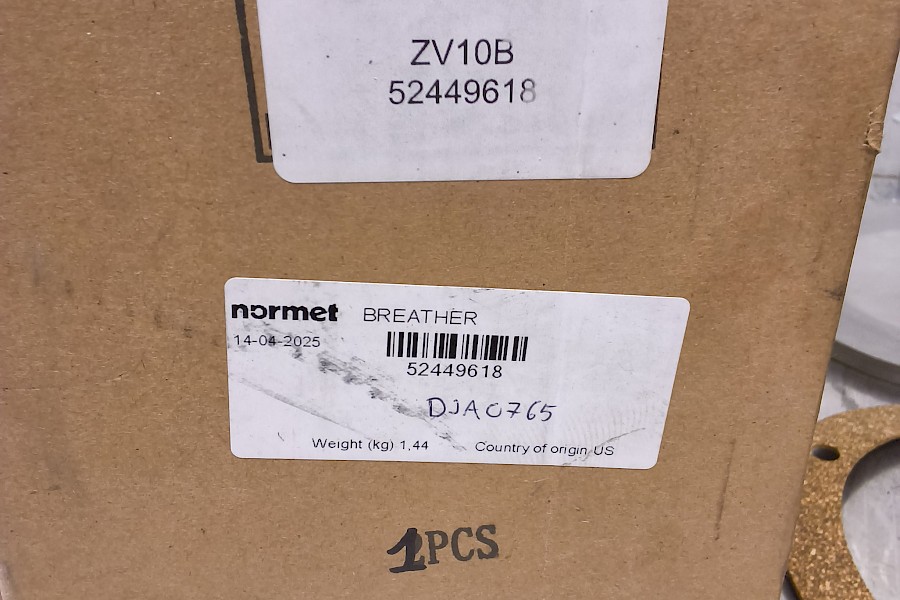 ZV10B
52449618
normet BREATHER
14-04-2025
52449618
DJA0765
Weight (kg) 1,44 Country of origin US
1PCS